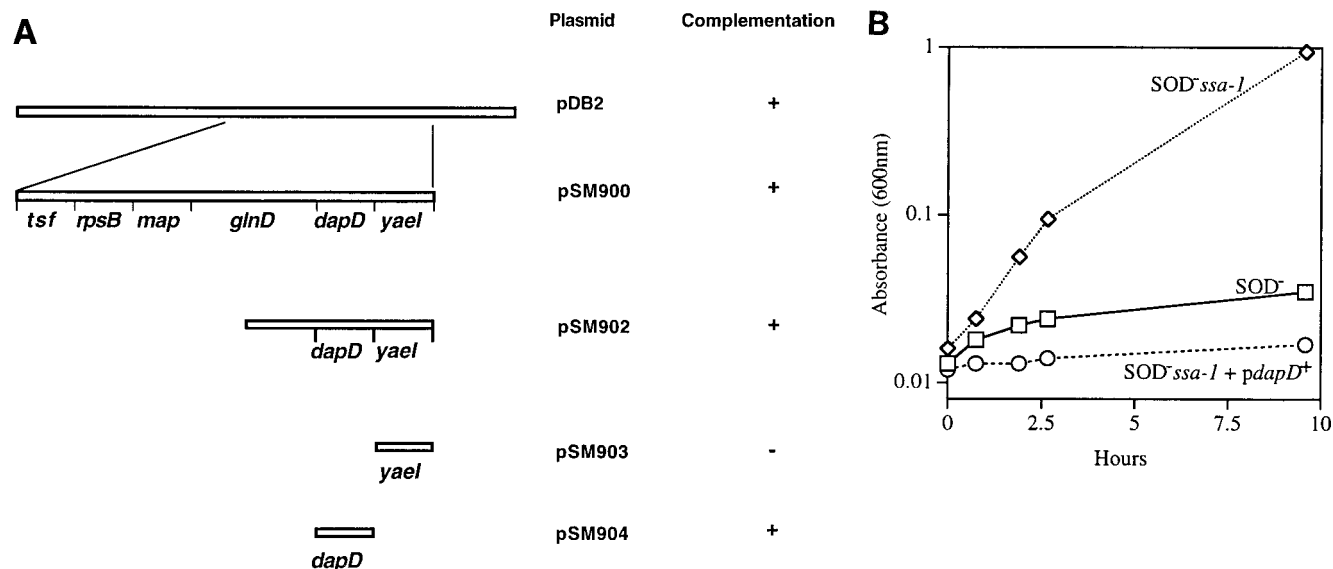 A
Plasmid Complementation
pDB2 +
pSM900 +
tsf rpsB map glnD dapD yaeI
pSM902 +
dapD yaeI
pSM903 -
yaeI
pSM904 +
dapD
B
1
0.1
0.01
Absorbance (600nm)
SOD⁻ssa-1
SOD⁻
SOD⁻ssa-1 + pdapD⁺
0 2.5 5 7.5 10
Hours